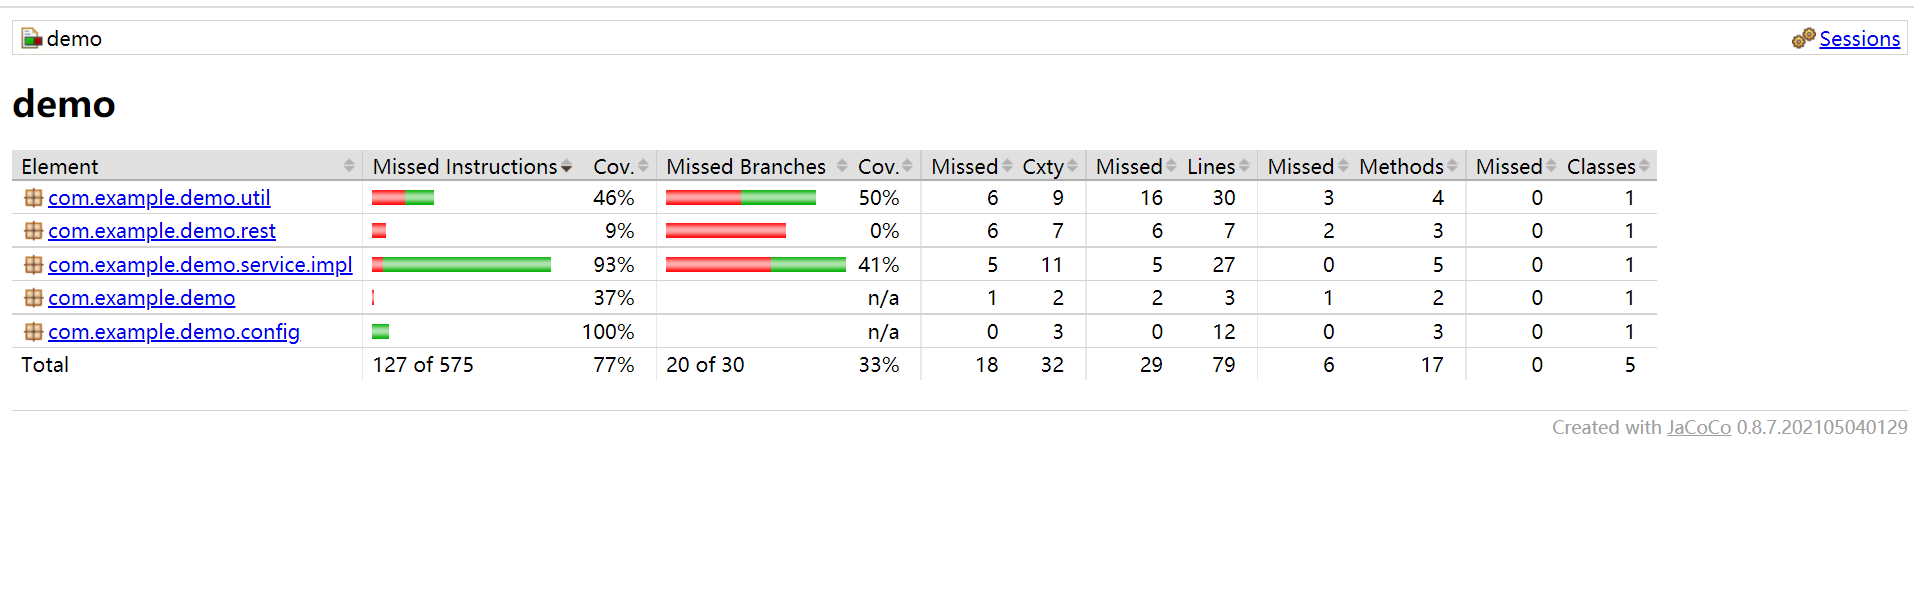 demo Sessions
demo
Element Missed Instructions Cov. Missed Branches Cov. Missed Cxty Missed Lines Missed Methods Missed Classes
com.example.demo.util 46% 50% 6 9 16 30 3 4 0 1
com.example.demo.rest 9% 0% 6 7 6 7 2 3 0 1
com.example.demo.service.impl 93% 41% 5 11 5 27 0 5 0 1
com.example.demo 37% n/a 1 2 2 3 1 2 0 1
com.example.demo.config 100% n/a 0 3 0 12 0 3 0 1
Total 127 of 575 77% 20 of 30 33% 18 32 29 79 6 17 0 5
Created with JaCoCo 0.8.7.202105040129